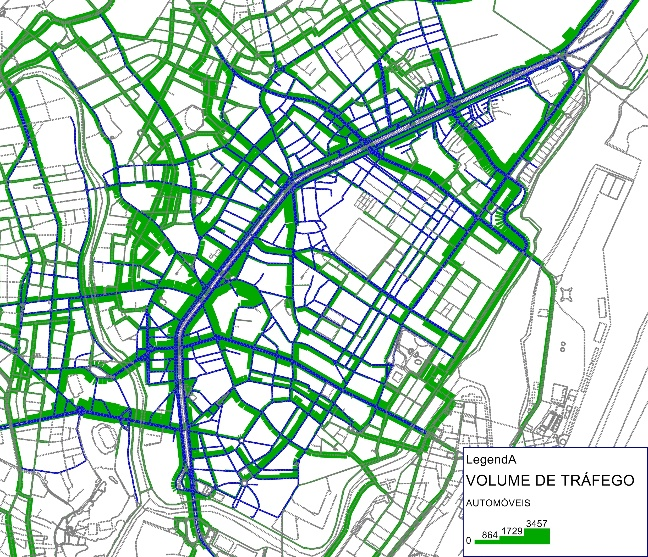 LegendA
VOLUME DE TRÁFEGO
AUTOMÓVEIS
0 864 1729 3457